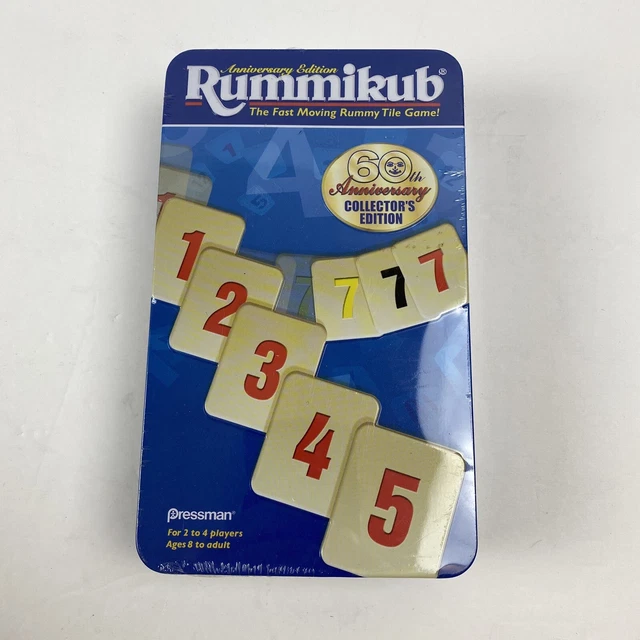 Anniversary Edition
Rummikub®
The Fast Moving Rummy Tile Game!
60th
Anniversary
COLLECTOR'S
EDITION
1
2
3
4
5
7
7
7
7
Pressman®
For 2 to 4 players
Ages 8 to adult